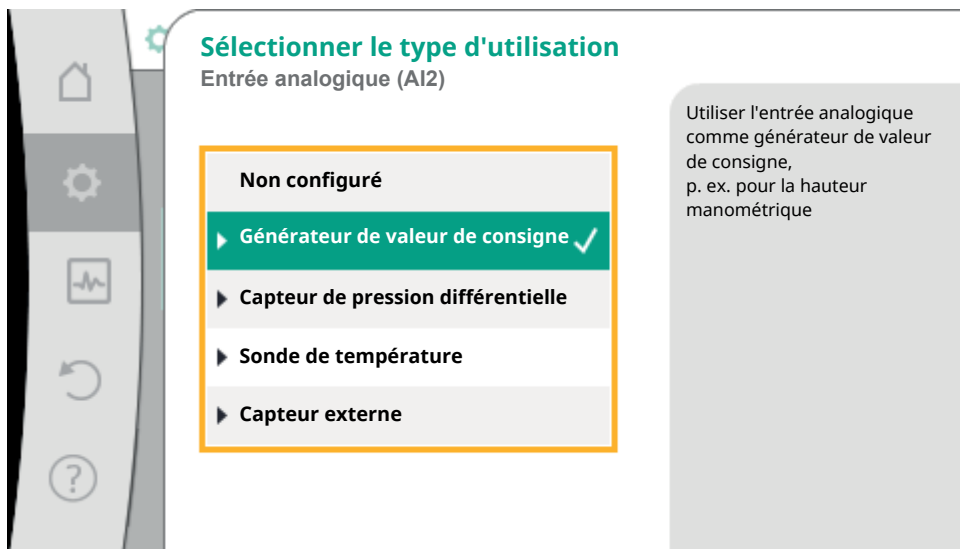 Sélectionner le type d'utilisation
Entrée analogique (AI2)
Non configuré
Générateur de valeur de consigne
Capteur de pression différentielle
Sonde de température
Capteur externe
Utiliser l'entrée analogique
comme générateur de valeur
de consigne,
p. ex. pour la hauteur
manométrique